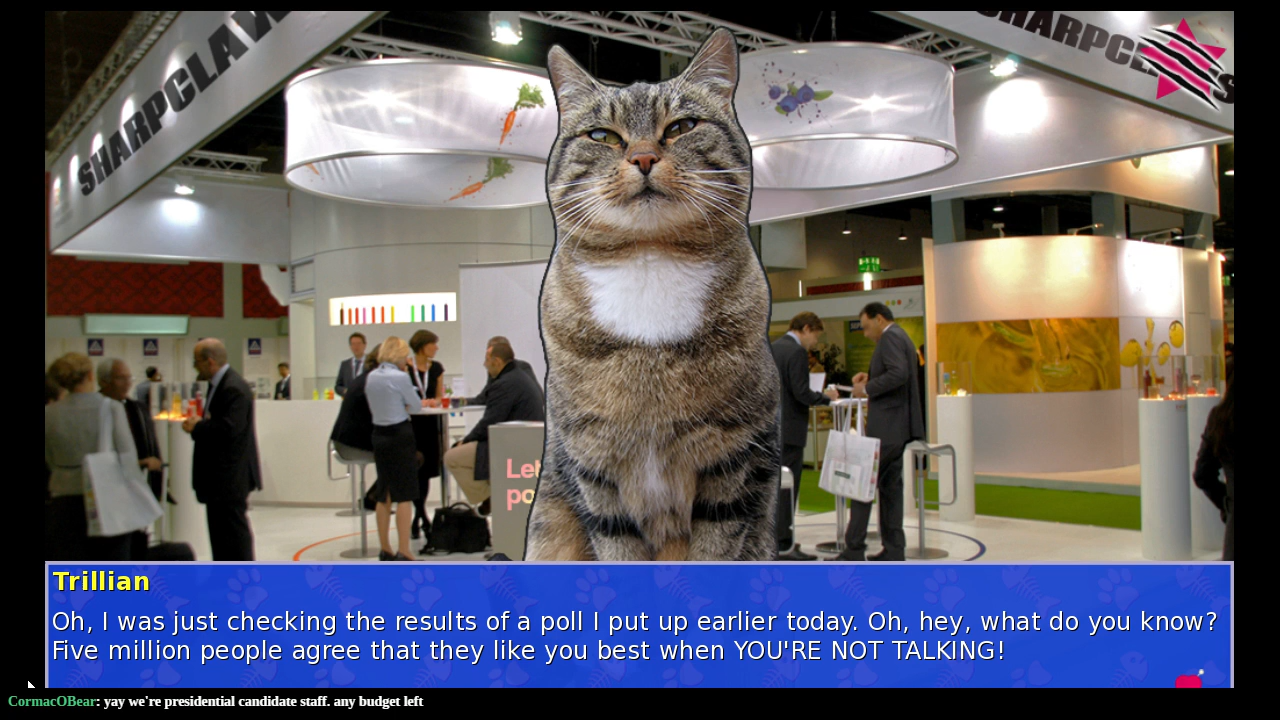 SHARPCLAW
SHARPCL
S
Let
po
Trillian
Oh, I was just checking the results of a poll I put up earlier today. Oh, hey, what do you know?
Five million people agree that they like you best when YOU'RE NOT TALKING!
CormacOBear: yay we're presidential candidate staff. any budget left